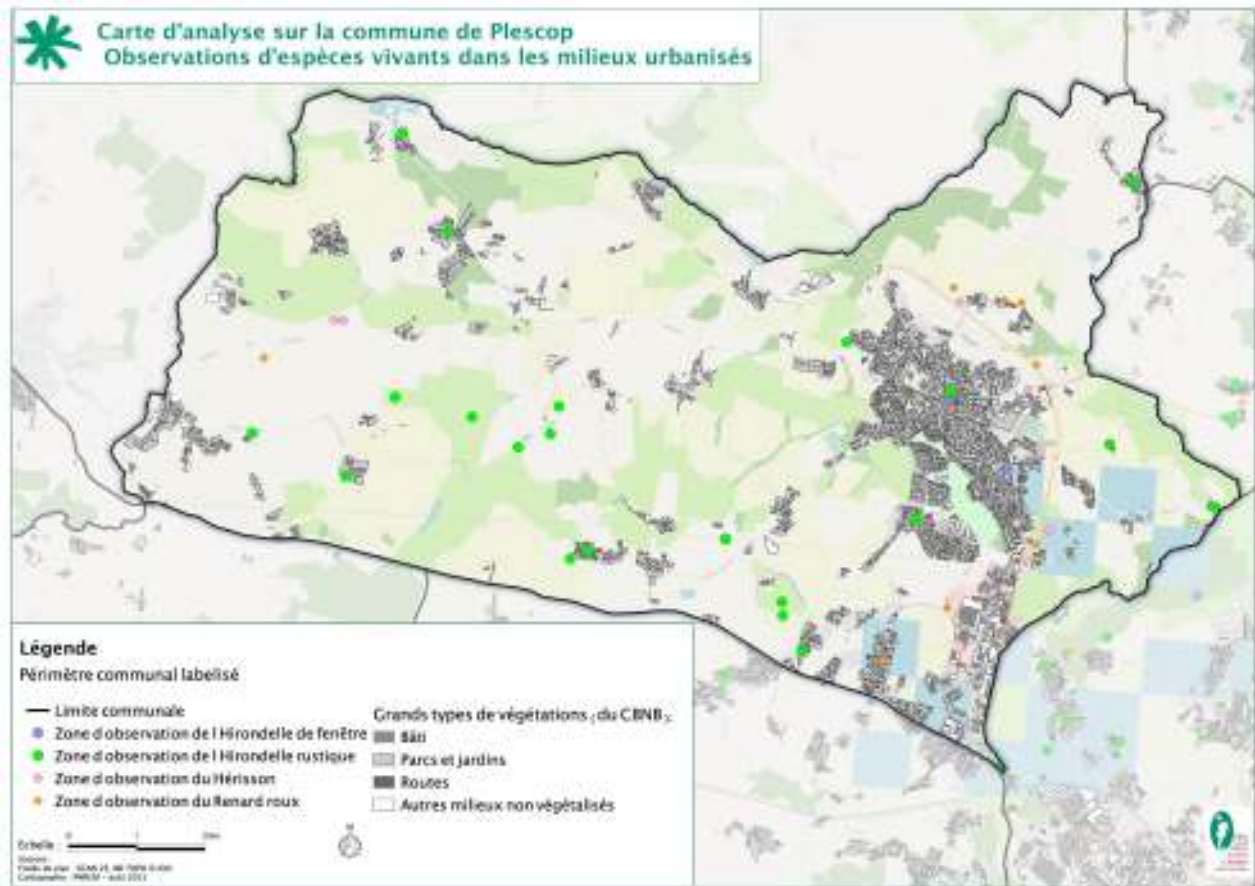 Carte d'analyse sur la commune de Plescop
Observations d'espèces vivants dans les milieux urbanisés
Légende
Périmètre communal labelisé
Limite communale
Zone d observation de l Hirondelle de fenêtre
Zone d observation de l Hirondelle rustique
Zone d observation du Hérisson
Zone d observation du Renard roux
Grands types de végétations du CBNB
Bâti
Parcs et jardins
Routes
Autres milieux non végétalisés
Echelle :
0 1